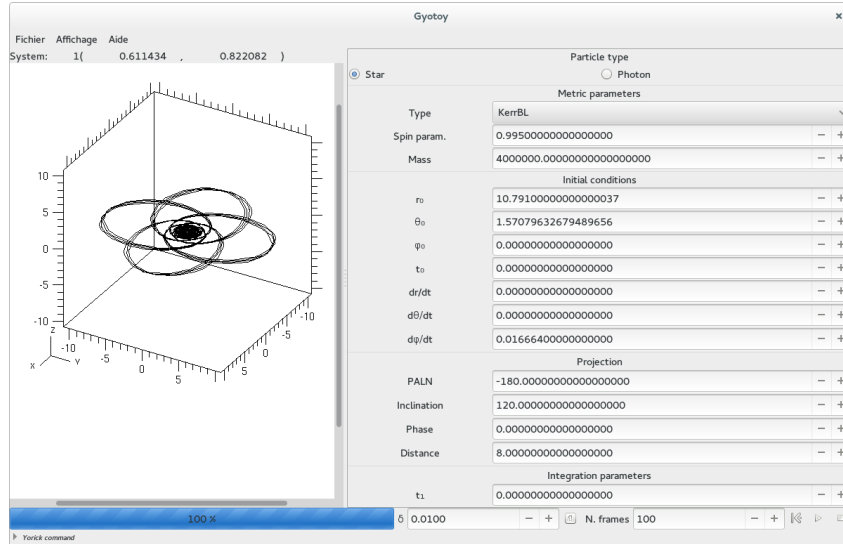 Gyotoy ×
Fichier Affichage Aide
System: 1( 0.611434 , 0.822082 )
Particle type
Star Photon
Metric parameters
Type KerrBL
Spin param. 0.99500000000000000 − +
Mass 4000000.00000000000000000 − +
Initial conditions
r₀ 10.79100000000000037 − +
θ₀ 1.57079632679489656 − +
φ₀ 0.00000000000000000 − +
t₀ 0.00000000000000000 − +
dr/dt 0.00000000000000000 − +
dθ/dt 0.00000000000000000 − +
dφ/dt 0.01666400000000000 − +
Projection
PALN -180.00000000000000000 − +
Inclination 120.00000000000000000 − +
Phase 0.00000000000000000 − +
Distance 8.00000000000000000 − +
Integration parameters
t₁ 0.00000000000000000 − +
10
5
0
-5
-10
z
x
Y
-10
-5
0
5
5
0
-5
-10
100 % δ 0.0100 − + N. frames 100 − +
Yorick command